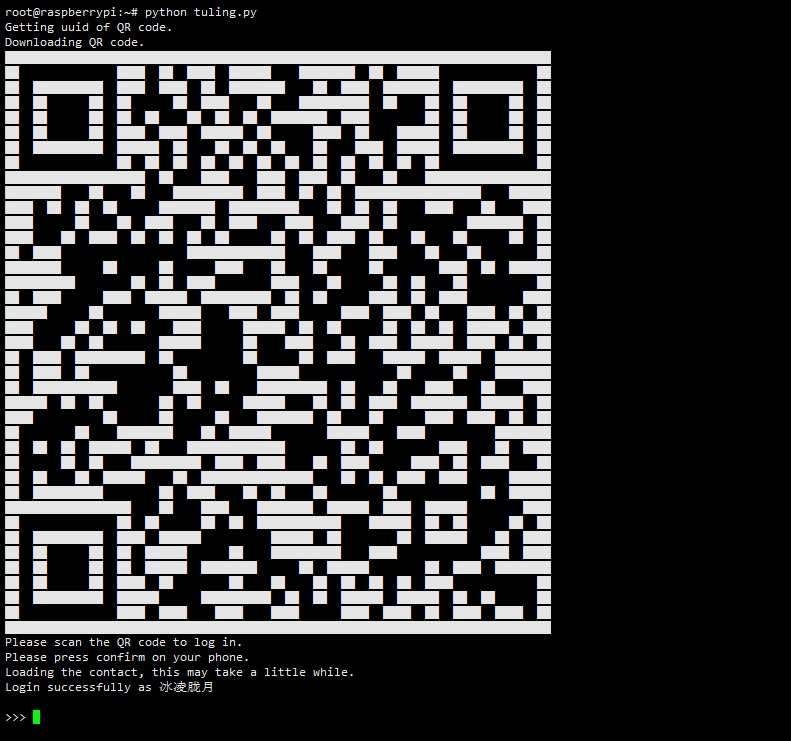 root@raspberrypi:~# python tuling.py
Getting uuid of QR code.
Downloading QR code.
Please scan the QR code to log in.
Please press confirm on your phone.
Loading the contact, this may take a little while.
Login successfully as 冰凌胧月
>>>